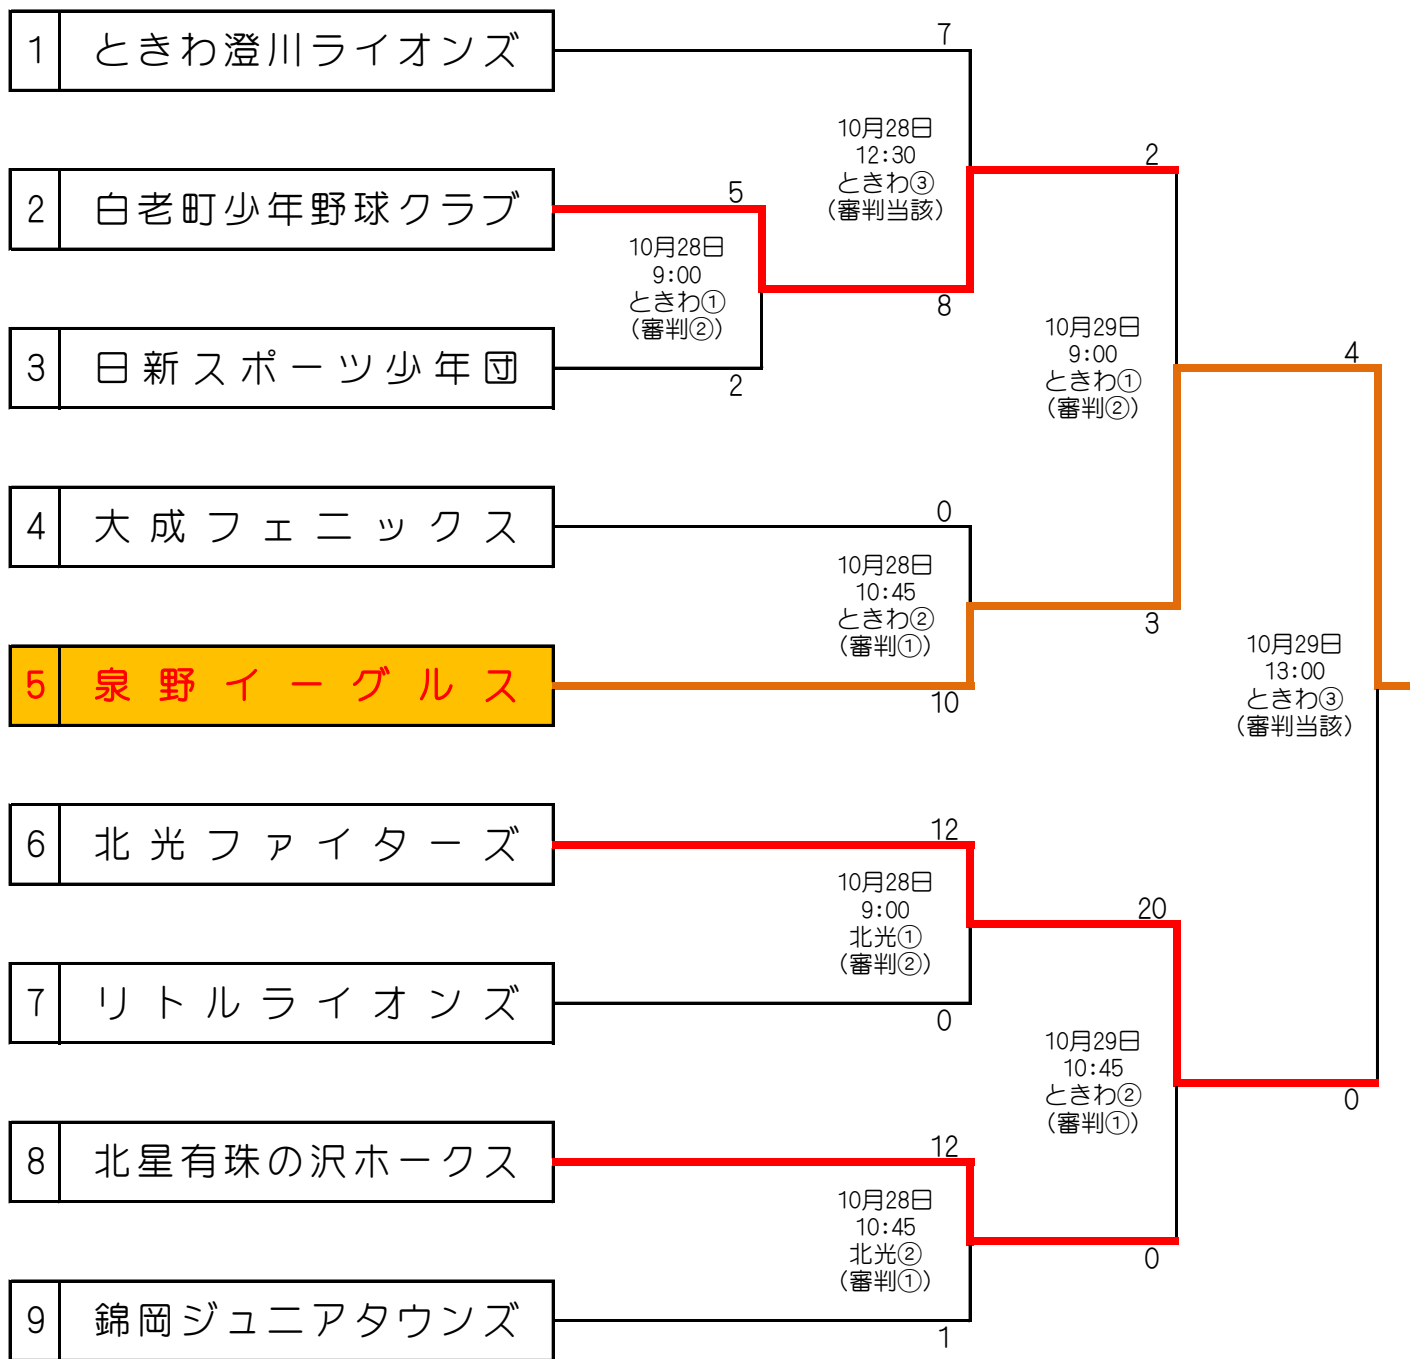 1 ときわ澄川ライオンズ
7
10月28日
12:30
ときわ③
(審判当該)
2
2 白老町少年野球クラブ
5
10月28日
9:00
ときわ①
(審判②)
8
3 日新スポーツ少年団
2
10月29日
9:00
ときわ①
(審判②)
4
4 大成フェニックス
0
10月28日
10:45
ときわ②
(審判①)
3
5 泉野イーグルス
10
10月29日
13:00
ときわ③
(審判当該)
6 北光ファイターズ
12
10月28日
9:00
北光①
(審判②)
20
7 リトルライオンズ
0
10月29日
10:45
ときわ②
(審判①)
0
8 北星有珠の沢ホークス
12
10月28日
10:45
北光②
(審判①)
0
9 錦岡ジュニアタウンズ
1